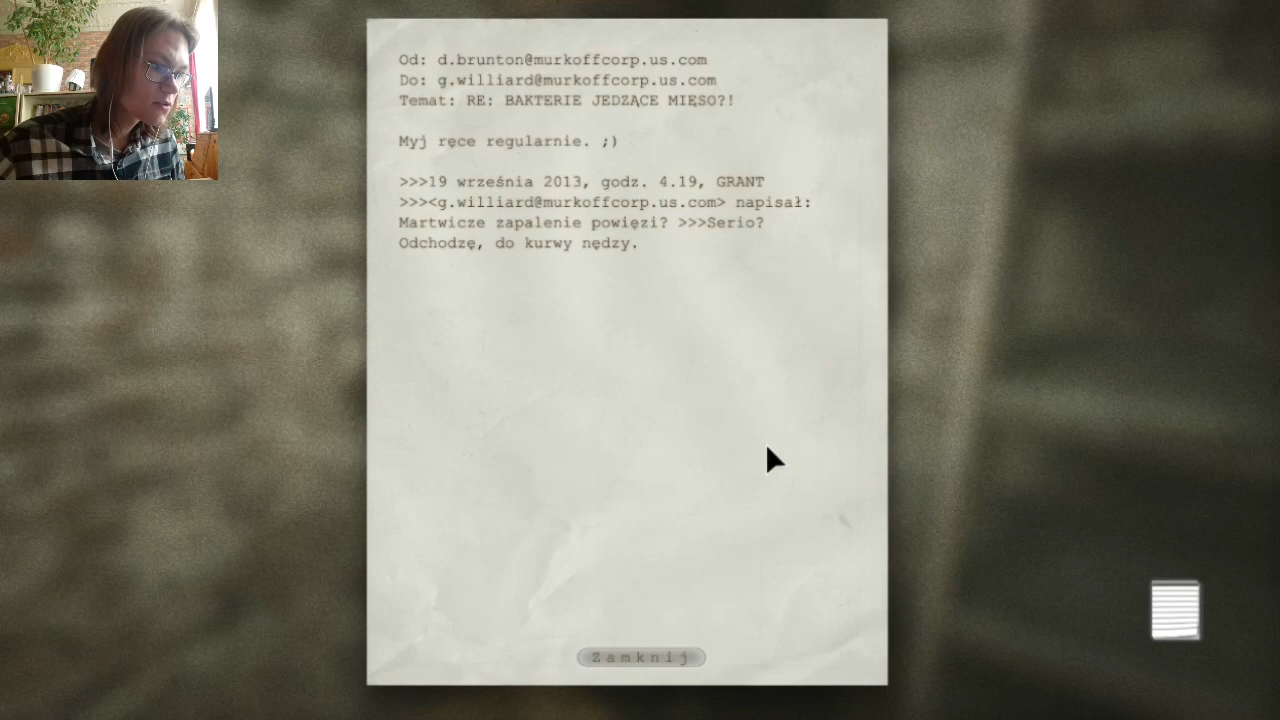 Od: d.brunton@murkoffcorp.us.com
Do: g.williard@murkoffcorp.us.com
Temat: RE: BAKTERIE JEDZĄCE MIĘSO?!
Myj ręce regularnie. ;)
>>>19 września 2013, godz. 4.19, GRANT
>>><g.williard@murkoffcorp.us.com> napisał:
Martwicze zapalenie powięzi? >>>Serio?
Odchodzę, do kurwy nędzy.
Zamknij